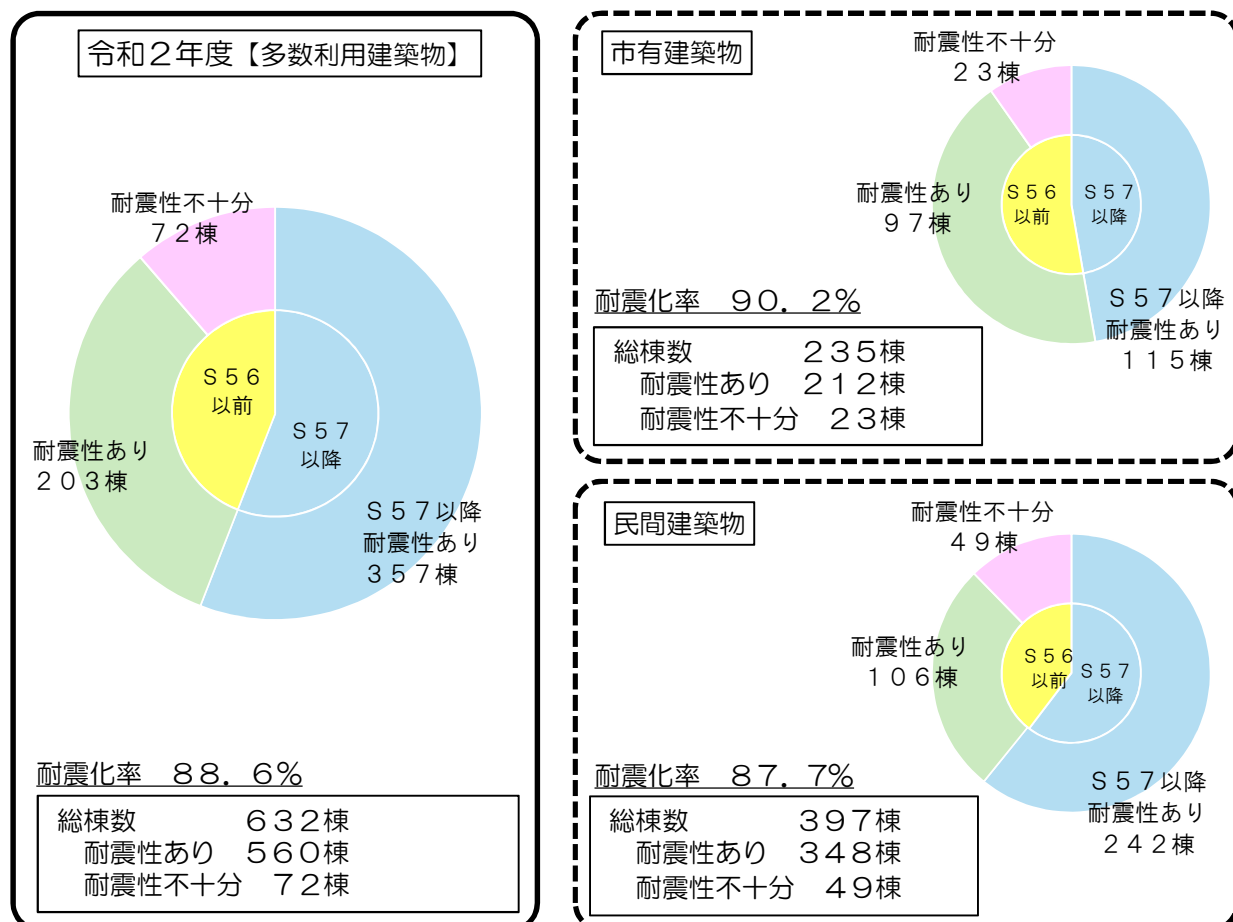 令和２年度【多数利用建築物】
耐震性不十分
７２棟
Ｓ５６
以前
Ｓ５７
以降
耐震性あり
２０３棟
Ｓ５７以降
耐震性あり
３５７棟
耐震化率　８８．６％
総棟数　６３２棟
耐震性あり　５６０棟
耐震性不十分　７２棟
市有建築物
耐震性不十分
２３棟
Ｓ５６
以前
Ｓ５７
以降
耐震性あり
９７棟
Ｓ５７以降
耐震性あり
１１５棟
耐震化率　９０．２％
総棟数　２３５棟
耐震性あり　２１２棟
耐震性不十分　２３棟
民間建築物
耐震性不十分
４９棟
Ｓ５６
以前
Ｓ５７
以降
耐震性あり
１０６棟
Ｓ５７以降
耐震性あり
２４２棟
耐震化率　８７．７％
総棟数　３９７棟
耐震性あり　３４８棟
耐震性不十分　４９棟